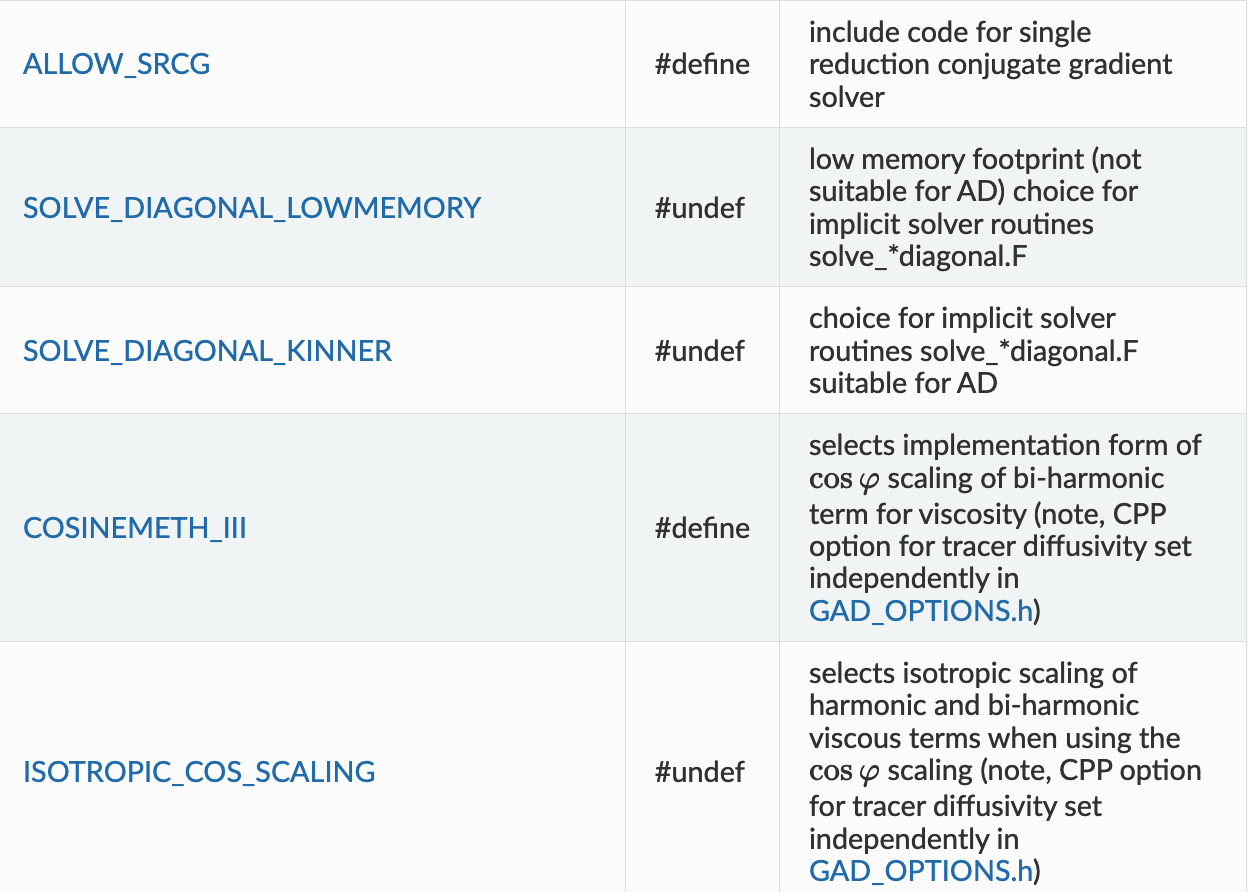 ALLOW_SRCG
#define
include code for single
reduction conjugate gradient
solver
SOLVE_DIAGONAL_LOWMEMORY
#undef
low memory footprint (not
suitable for AD) choice for
implicit solver routines
solve_*diagonal.F
SOLVE_DIAGONAL_KINNER
#undef
choice for implicit solver
routines solve_*diagonal.F
suitable for AD
COSINEMETH_III
#define
selects implementation form of
cos φ scaling of bi-harmonic
term for viscosity (note, CPP
option for tracer diffusivity set
independently in
GAD_OPTIONS.h)
ISOTROPIC_COS_SCALING
#undef
selects isotropic scaling of
harmonic and bi-harmonic
viscous terms when using the
cos φ scaling (note, CPP option
for tracer diffusivity set
independently in
GAD_OPTIONS.h)